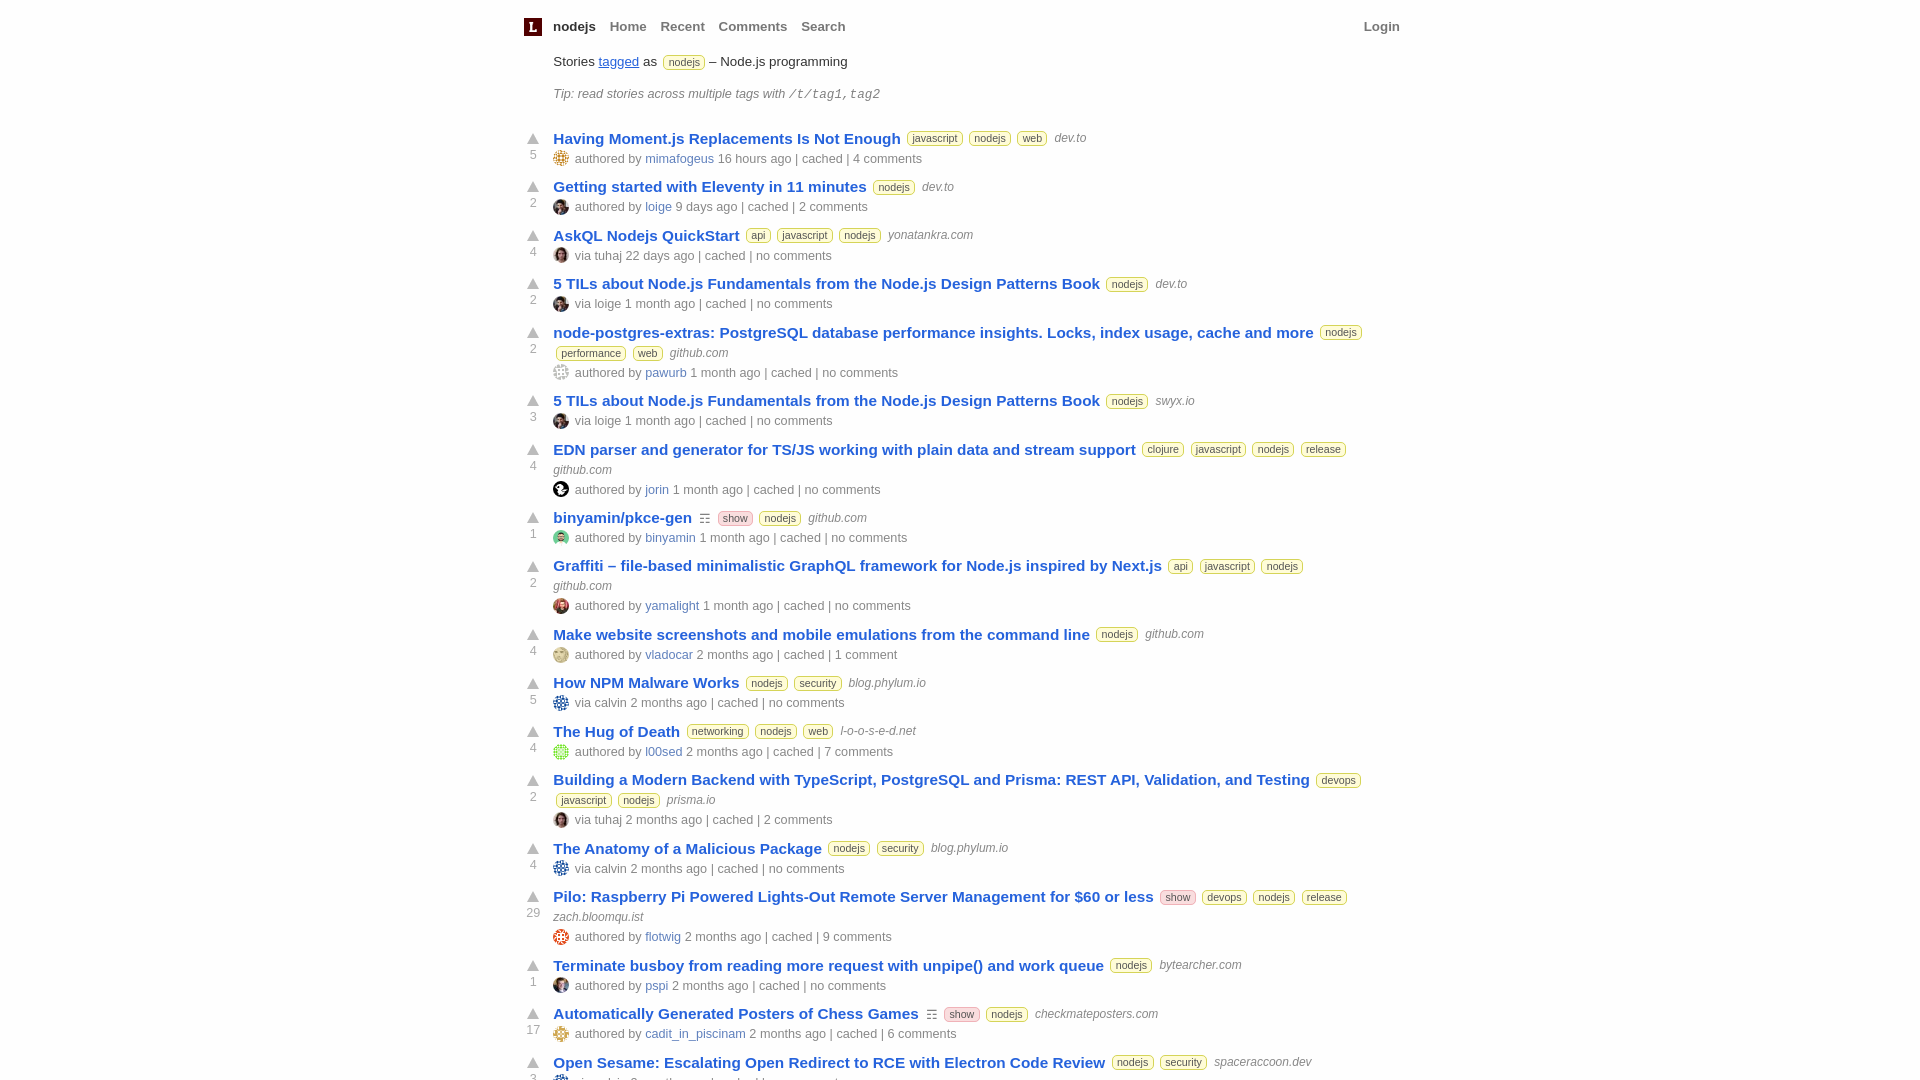 L nodejs Home Recent Comments Search Login
Stories tagged as nodejs – Node.js programming
Tip: read stories across multiple tags with /t/tag1,tag2
Having Moment.js Replacements Is Not Enough javascript nodejs web dev.to
5
authored by mimafogeus 16 hours ago | cached | 4 comments
Getting started with Eleventy in 11 minutes nodejs dev.to
2
authored by loige 9 days ago | cached | 2 comments
AskQL Nodejs QuickStart api javascript nodejs yonatankra.com
4
via tuhaj 22 days ago | cached | no comments
5 TILs about Node.js Fundamentals from the Node.js Design Patterns Book nodejs dev.to
2
via loige 1 month ago | cached | no comments
node-postgres-extras: PostgreSQL database performance insights. Locks, index usage, cache and more nodejs
2
performance web github.com
authored by pawurb 1 month ago | cached | no comments
5 TILs about Node.js Fundamentals from the Node.js Design Patterns Book nodejs swyx.io
3
via loige 1 month ago | cached | no comments
EDN parser and generator for TS/JS working with plain data and stream support clojure javascript nodejs release
4
github.com
authored by jorin 1 month ago | cached | no comments
binyamin/pkce-gen ☶ show nodejs github.com
1
authored by binyamin 1 month ago | cached | no comments
Graffiti – file-based minimalistic GraphQL framework for Node.js inspired by Next.js api javascript nodejs
2
github.com
authored by yamalight 1 month ago | cached | no comments
Make website screenshots and mobile emulations from the command line nodejs github.com
4
authored by vladocar 2 months ago | cached | 1 comment
How NPM Malware Works nodejs security blog.phylum.io
5
via calvin 2 months ago | cached | no comments
The Hug of Death networking nodejs web l-o-o-s-e-d.net
4
authored by l00sed 2 months ago | cached | 7 comments
Building a Modern Backend with TypeScript, PostgreSQL and Prisma: REST API, Validation, and Testing devops
2
javascript nodejs prisma.io
via tuhaj 2 months ago | cached | 2 comments
The Anatomy of a Malicious Package nodejs security blog.phylum.io
4
via calvin 2 months ago | cached | no comments
Pilo: Raspberry Pi Powered Lights-Out Remote Server Management for $60 or less show devops nodejs release
29
zach.bloomqu.ist
authored by flotwig 2 months ago | cached | 9 comments
Terminate busboy from reading more request with unpipe() and work queue nodejs bytearcher.com
1
authored by pspi 2 months ago | cached | no comments
Automatically Generated Posters of Chess Games ☶ show nodejs checkmateposters.com
17
authored by cadit_in_piscinam 2 months ago | cached | 6 comments
Open Sesame: Escalating Open Redirect to RCE with Electron Code Review nodejs security spaceraccoon.dev